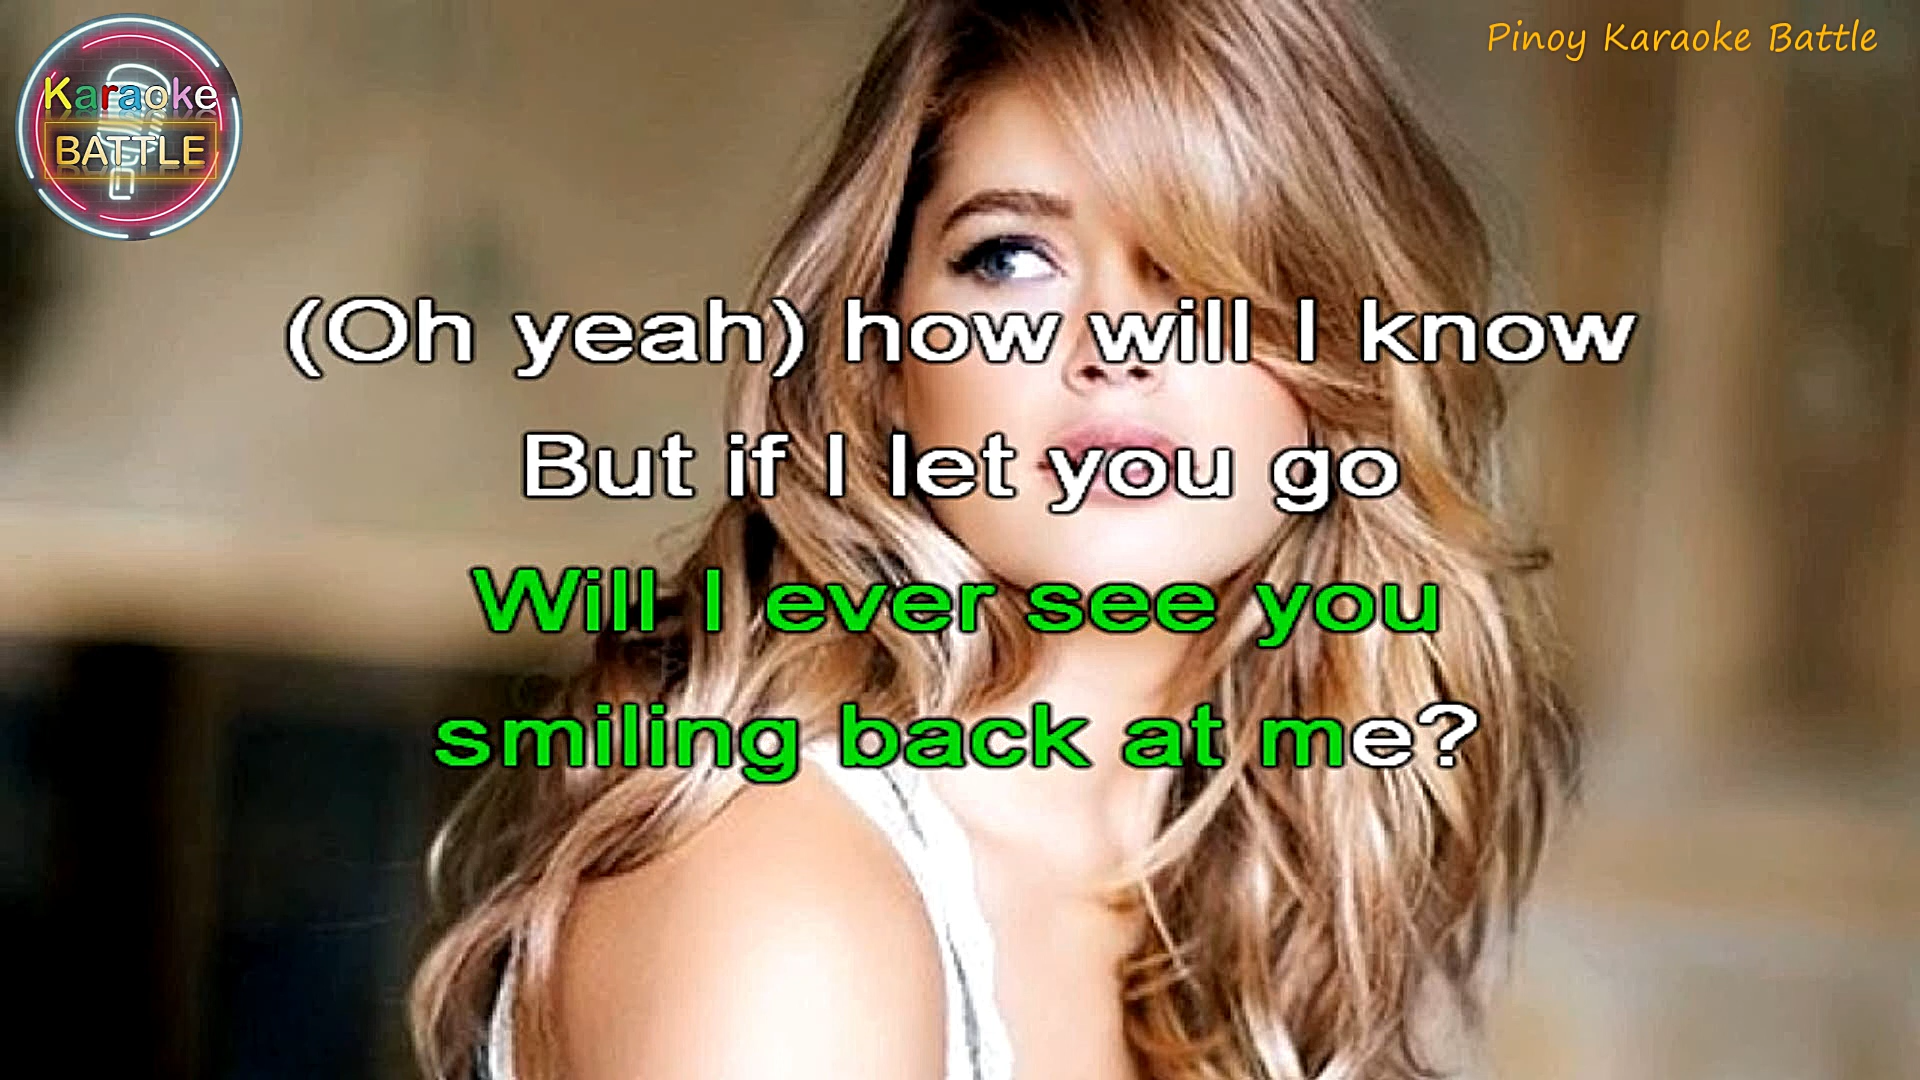 Karaoke
BATTLE
Pinoy Karaoke Battle
(Oh yeah) how will I know
But if I let you go
Will I ever see you
smiling back at me?